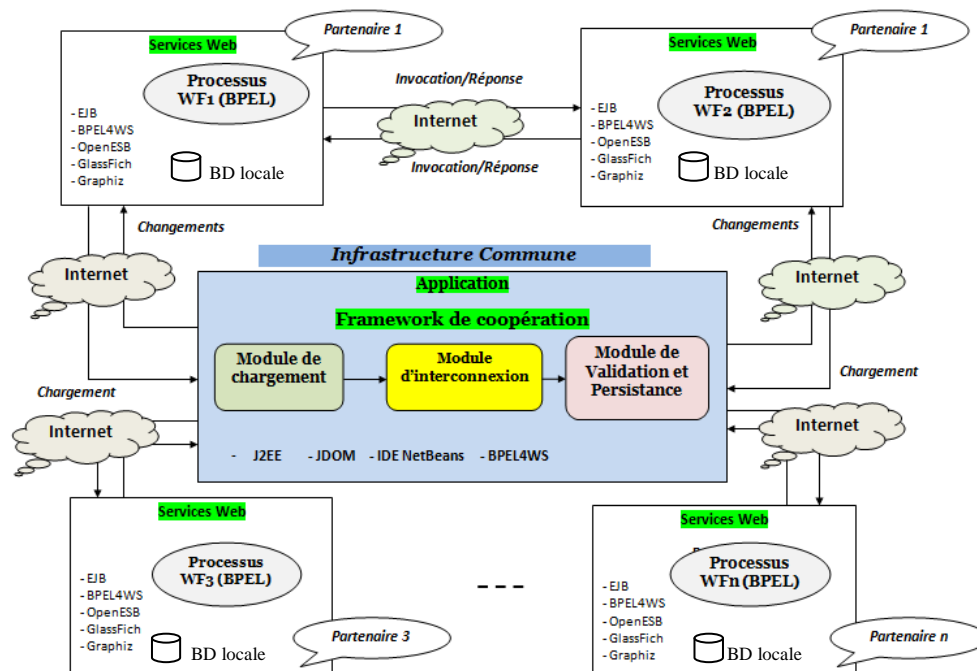 Partenaire 1
Services Web
Processus
WF1 (BPEL)
- EJB
- BPEL4WS
- OpenESB
- GlassFich
- Graphiz
BD locale
Invocation/Réponse
Internet
Invocation/Réponse
Partenaire 1
Services Web
Processus
WF2 (BPEL)
- EJB
- BPEL4WS
- OpenESB
- GlassFich
- Graphiz
BD locale
Changements
Internet
Changements
Internet
Infrastructure Commune
Application
Framework de coopération
Module de
chargement
Module
d'interconnexion
Module de
Validation et
Persistance
- J2EE - JDOM - IDE NetBeans - BPEL4WS
Chargement
Internet
Chargement
Internet
Services Web
Processus
WF3 (BPEL)
- EJB
- BPEL4WS
- OpenESB
- GlassFich
- Graphiz
BD locale
Partenaire 3
Services Web
Processus
WFn (BPEL)
- EJB
- BPEL4WS
- OpenESB
- GlassFich
- Graphiz
BD locale
Partenaire n